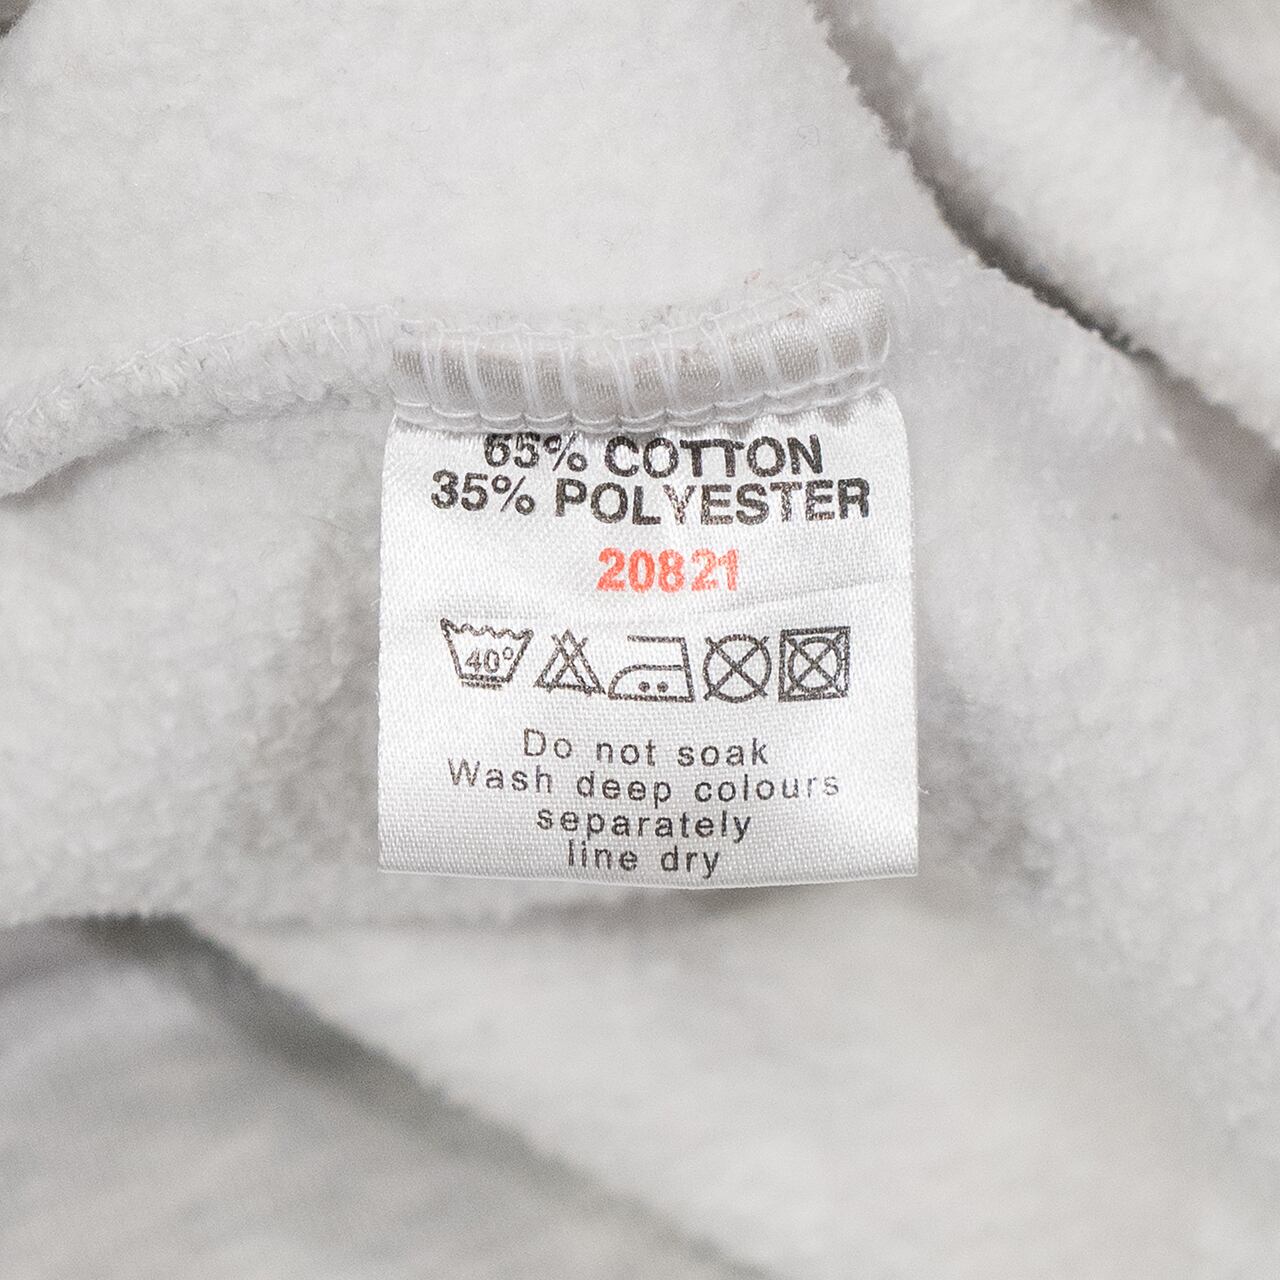 65% COTTON
35% POLYESTER
20821
40°
Do not soak
Wash deep colours
separately
line dry